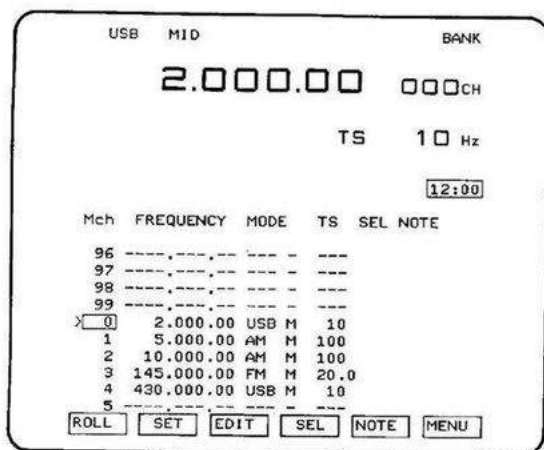 USB MID BANK
2.000.00 000CH
TS 10 Hz
12:00
Mch FREQUENCY MODE TS SEL NOTE
96 ----.---.-- --- - ---
97 ----.---.-- --- - ---
98 ----.---.-- --- - ---
99 ----.---.-- --- - ---
>0 2.000.00 USB M 10
1 5.000.00 AM M 100
2 10.000.00 AM M 100
3 145.000.00 FM M 20.0
4 430.000.00 USB M 10
5 ----.---.-- --- - ---
ROLL SET EDIT SEL NOTE MENU